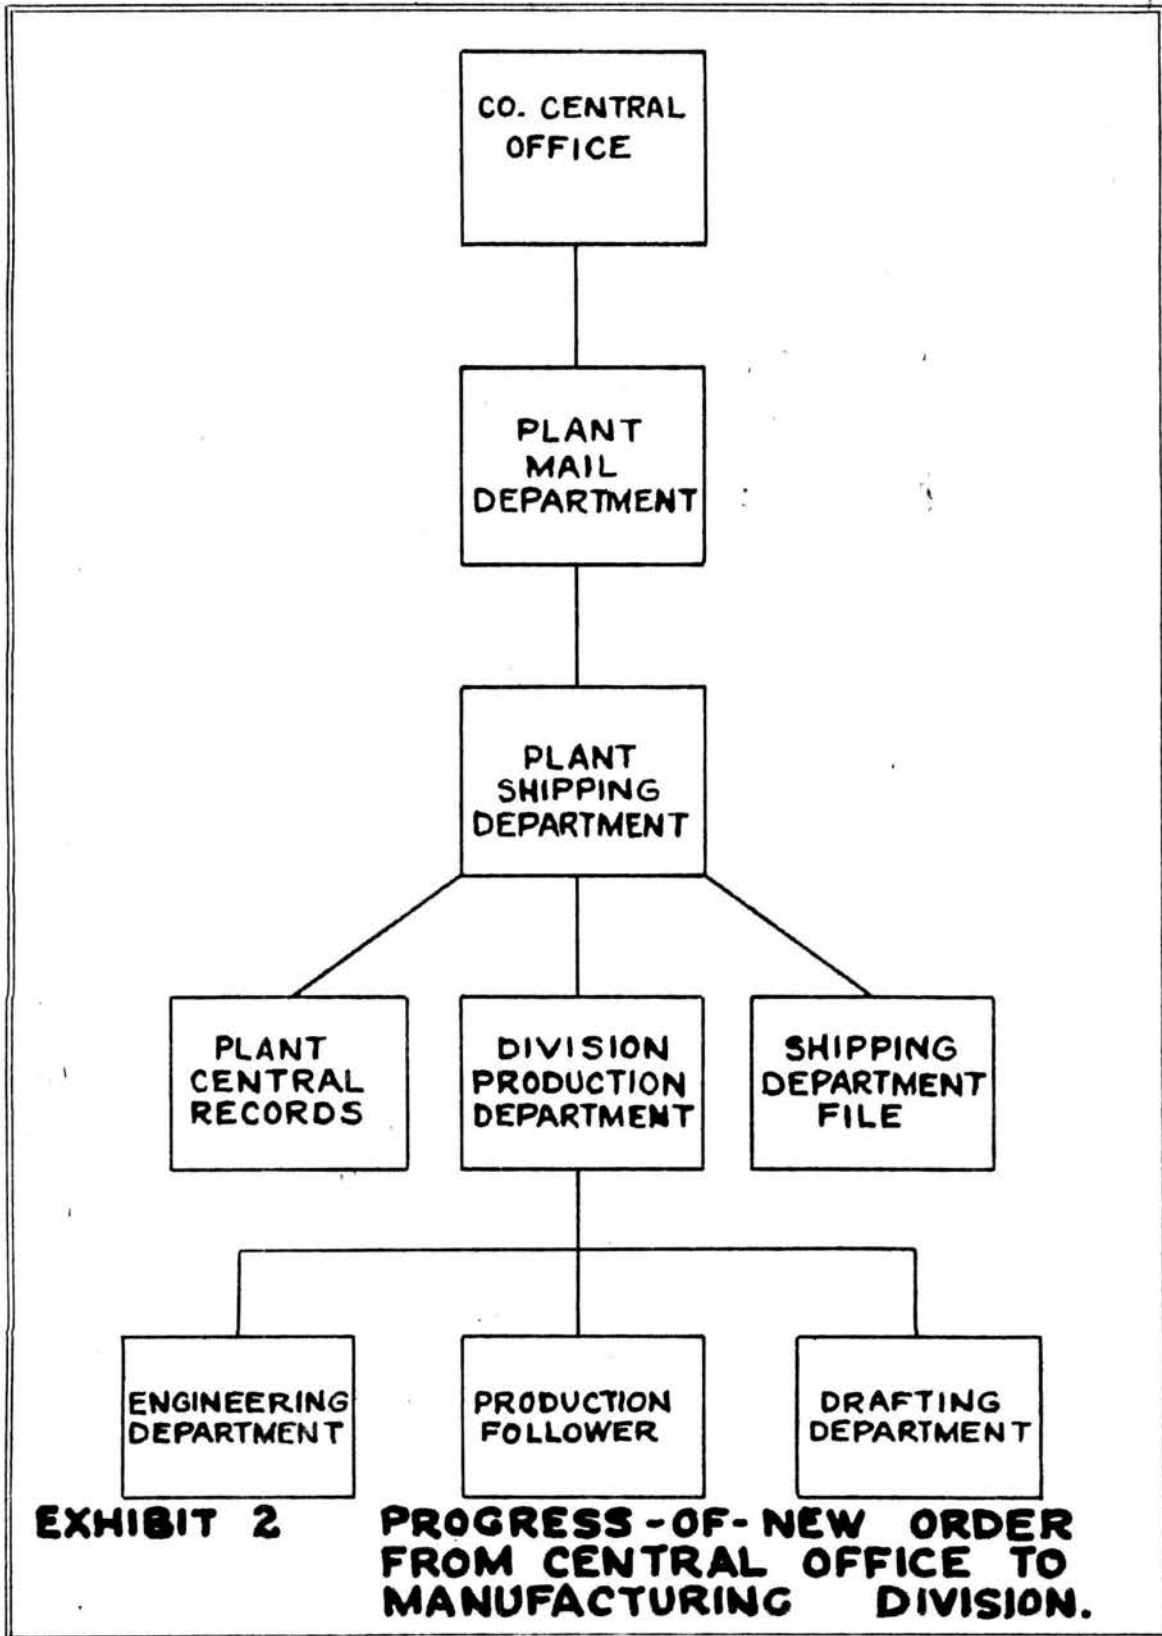 CO. CENTRAL
OFFICE
PLANT
MAIL
DEPARTMENT
PLANT
SHIPPING
DEPARTMENT
PLANT
CENTRAL
RECORDS
DIVISION
PRODUCTION
DEPARTMENT
SHIPPING
DEPARTMENT
FILE
ENGINEERING
DEPARTMENT
PRODUCTION
FOLLOWER
DRAFTING
DEPARTMENT
EXHIBIT 2 PROGRESS-OF-NEW ORDER
FROM CENTRAL OFFICE TO
MANUFACTURING DIVISION.